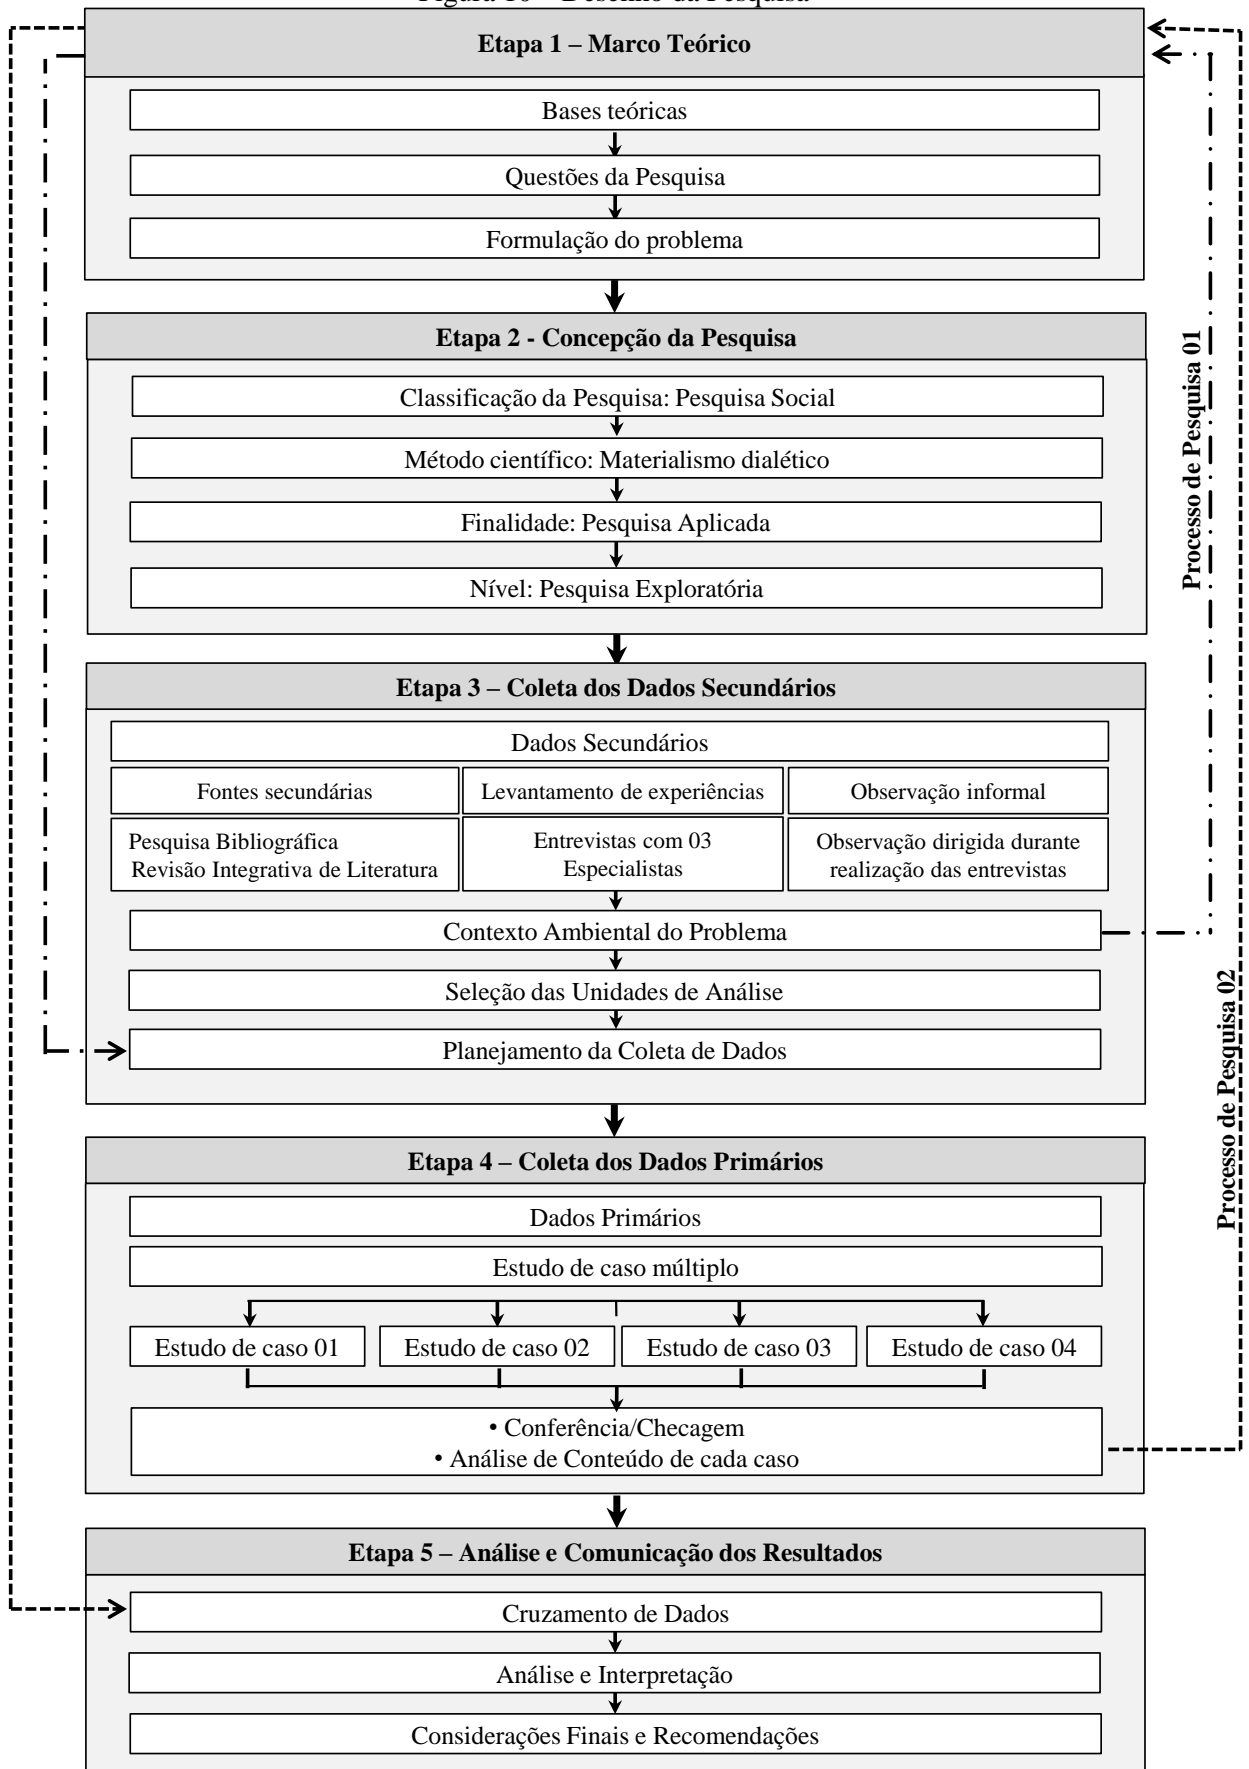 Figura 10 – Desenho da Pesquisa
Etapa 1 – Marco Teórico
Bases teóricas
Questões da Pesquisa
Formulação do problema
Etapa 2 - Concepção da Pesquisa
Classificação da Pesquisa: Pesquisa Social
Método científico: Materialismo dialético
Finalidade: Pesquisa Aplicada
Nível: Pesquisa Exploratória
Processo de Pesquisa 01
Etapa 3 – Coleta dos Dados Secundários
Dados Secundários
Fontes secundárias
Levantamento de experiências
Observação informal
Pesquisa Bibliográfica
Revisão Integrativa de Literatura
Entrevistas com 03
Especialistas
Observação dirigida durante
realização das entrevistas
Contexto Ambiental do Problema
Seleção das Unidades de Análise
Planejamento da Coleta de Dados
Processo de Pesquisa 02
Etapa 4 – Coleta dos Dados Primários
Dados Primários
Estudo de caso múltiplo
Estudo de caso 01
Estudo de caso 02
Estudo de caso 03
Estudo de caso 04
• Conferência/Checagem
• Análise de Conteúdo de cada caso
Etapa 5 – Análise e Comunicação dos Resultados
Cruzamento de Dados
Análise e Interpretação
Considerações Finais e Recomendações